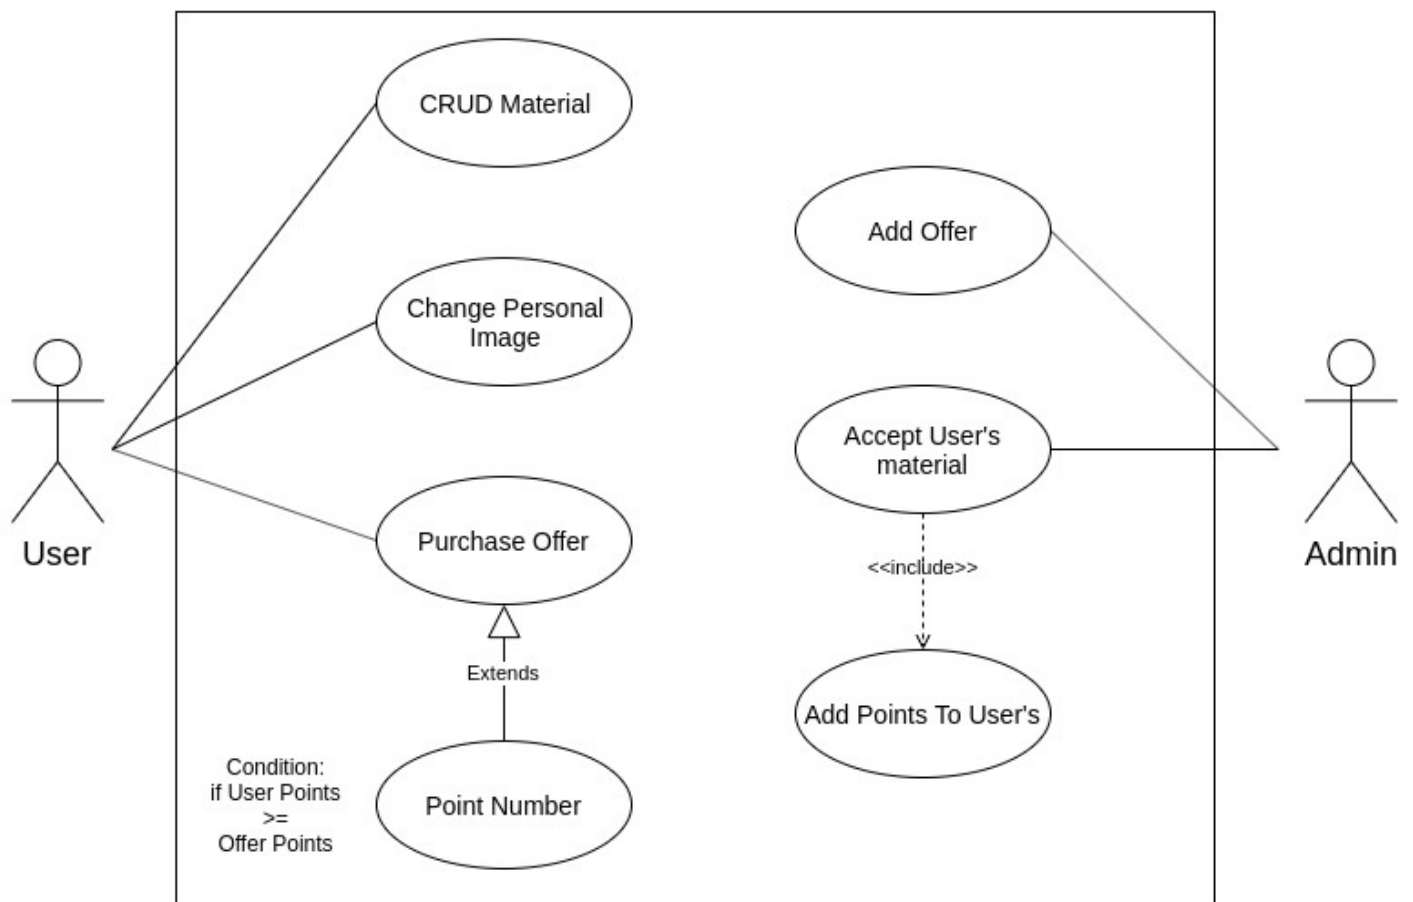 CRUD Material
Add Offer
Change Personal
Image
Accept User's
material
Purchase Offer
User
Admin
<<include>>
Extends
Add Points To User's
Condition:
if User Points
>=
Offer Points
Point Number